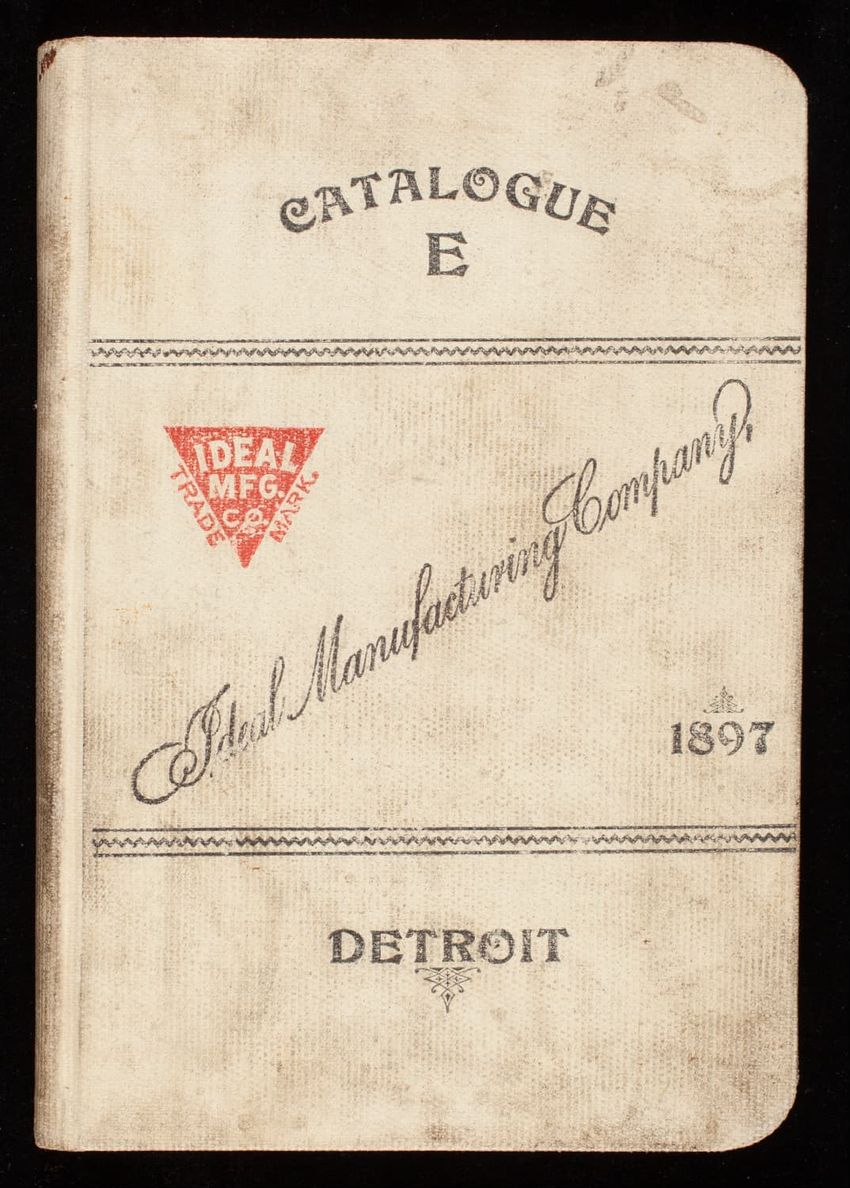 CATALOGUE
E
IDEAL
MFG.
CO.
TRADE MARK.
Ideal Manufacturing Company,
1897
DETROIT